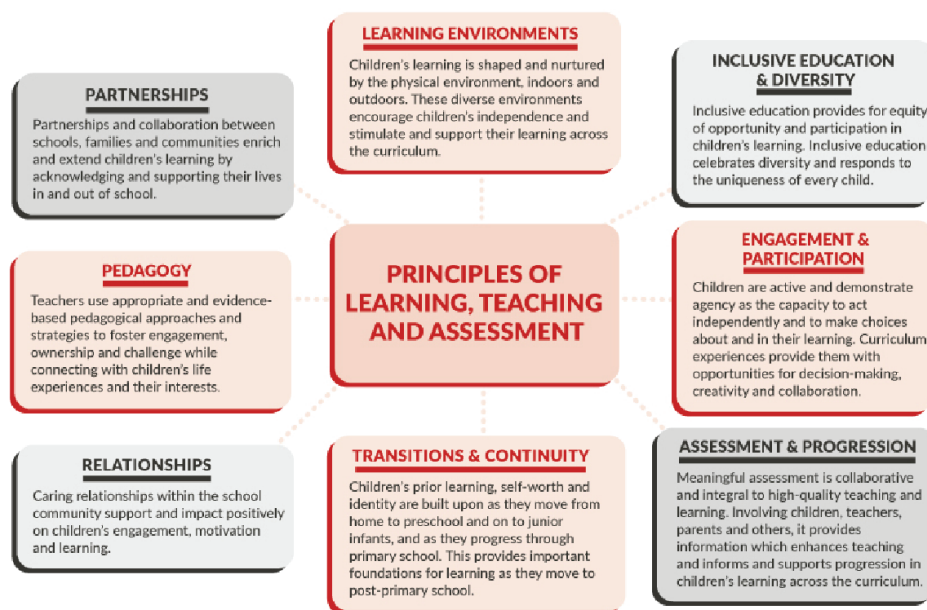 LEARNING ENVIRONMENTS
Children's learning is shaped and nurtured
by the physical environment, indoors and
outdoors. These diverse environments
encourage children's independence and
stimulate and support their learning across
the curriculum.
INCLUSIVE EDUCATION
& DIVERSITY
Inclusive education provides for equity
of opportunity and participation in
children's learning. Inclusive education
celebrates diversity and responds to
the uniqueness of every child.
PARTNERSHIPS
Partnerships and collaboration between
schools, families and communities enrich
and extend children's learning by
acknowledging and supporting their lives
in and out of school.
PRINCIPLES OF
LEARNING, TEACHING
AND ASSESSMENT
ENGAGEMENT &
PARTICIPATION
Children are active and demonstrate
agency as the capacity to act
independently and to make choices
about and in their learning. Curriculum
experiences provide them with
opportunities for decision-making,
creativity and collaboration.
PEDAGOGY
Teachers use appropriate and evidence-
based pedagogical approaches and
strategies to foster engagement,
ownership and challenge while
connecting with children's life
experiences and their interests.
ASSESSMENT & PROGRESSION
Meaningful assessment is collaborative
and integral to high-quality teaching and
learning. Involving children, teachers,
parents and others, it provides
information which enhances teaching
and informs and supports progression in
children's learning across the curriculum.
TRANSITIONS & CONTINUITY
Children's prior learning, self-worth and
identity are built upon as they move from
home to preschool and on to junior
infants, and as they progress through
primary school. This provides important
foundations for learning as they move to
post-primary school.
RELATIONSHIPS
Caring relationships within the school
community support and impact positively
on children's engagement, motivation
and learning.